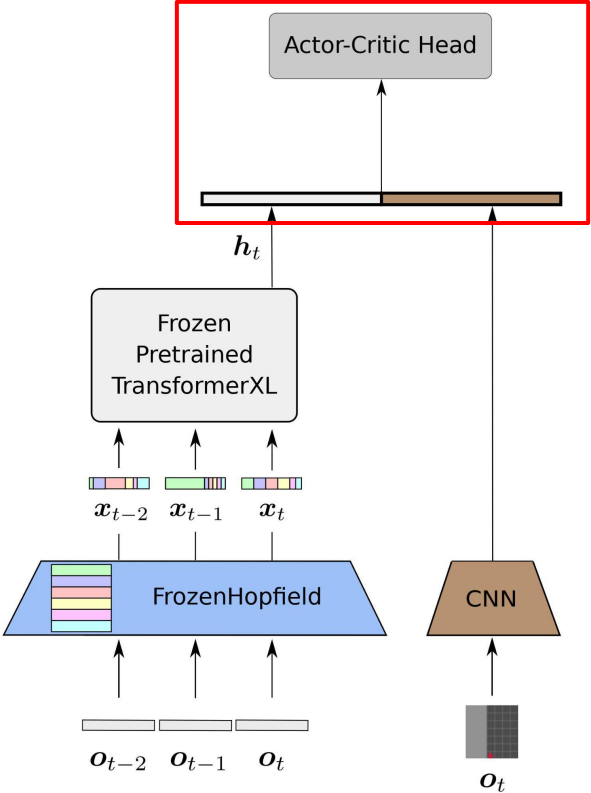 Actor-Critic Head
h_t
Frozen
Pretrained
TransformerXL
x_{t-2} x_{t-1} x_t
FrozenHopfield
CNN
o_{t-2} o_{t-1} o_t
o_t